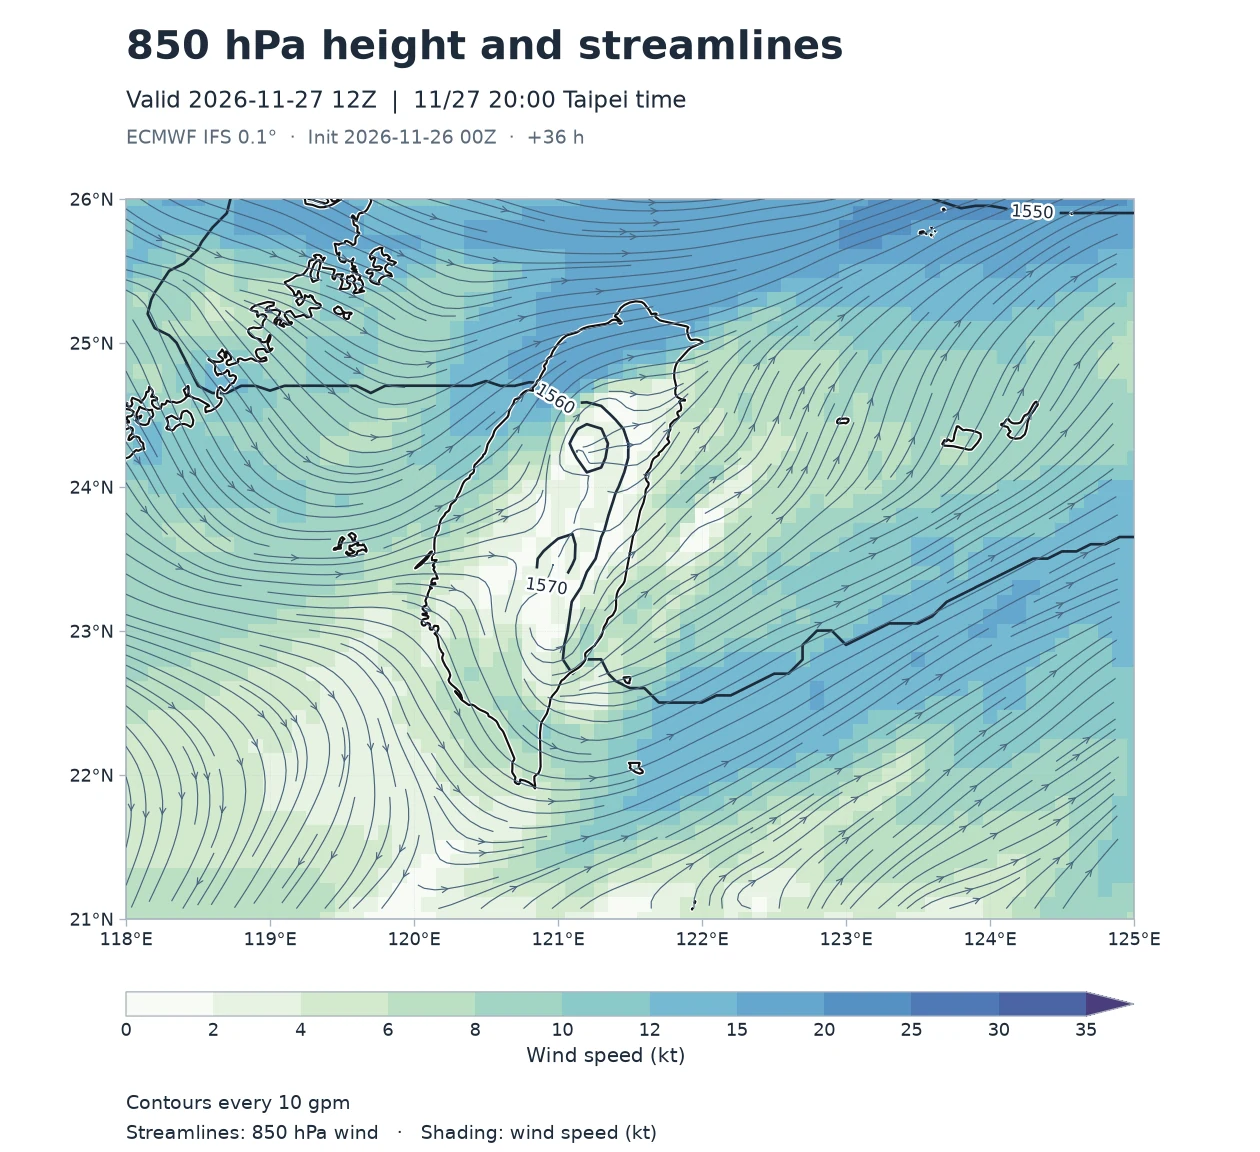 850 hPa height and streamlines
Valid 2026-11-27 12Z | 11/27 20:00 Taipei time
ECMWF IFS 0.1° · Init 2026-11-26 00Z · +36 h
26°N
1550
25°N
1560
24°N
1570
23°N
22°N
21°N
118°E 119°E 120°E 121°E 122°E 123°E 124°E 125°E
0 2 4 6 8 10 12 15 20 25 30 35
Wind speed (kt)
Contours every 10 gpm
Streamlines: 850 hPa wind · Shading: wind speed (kt)